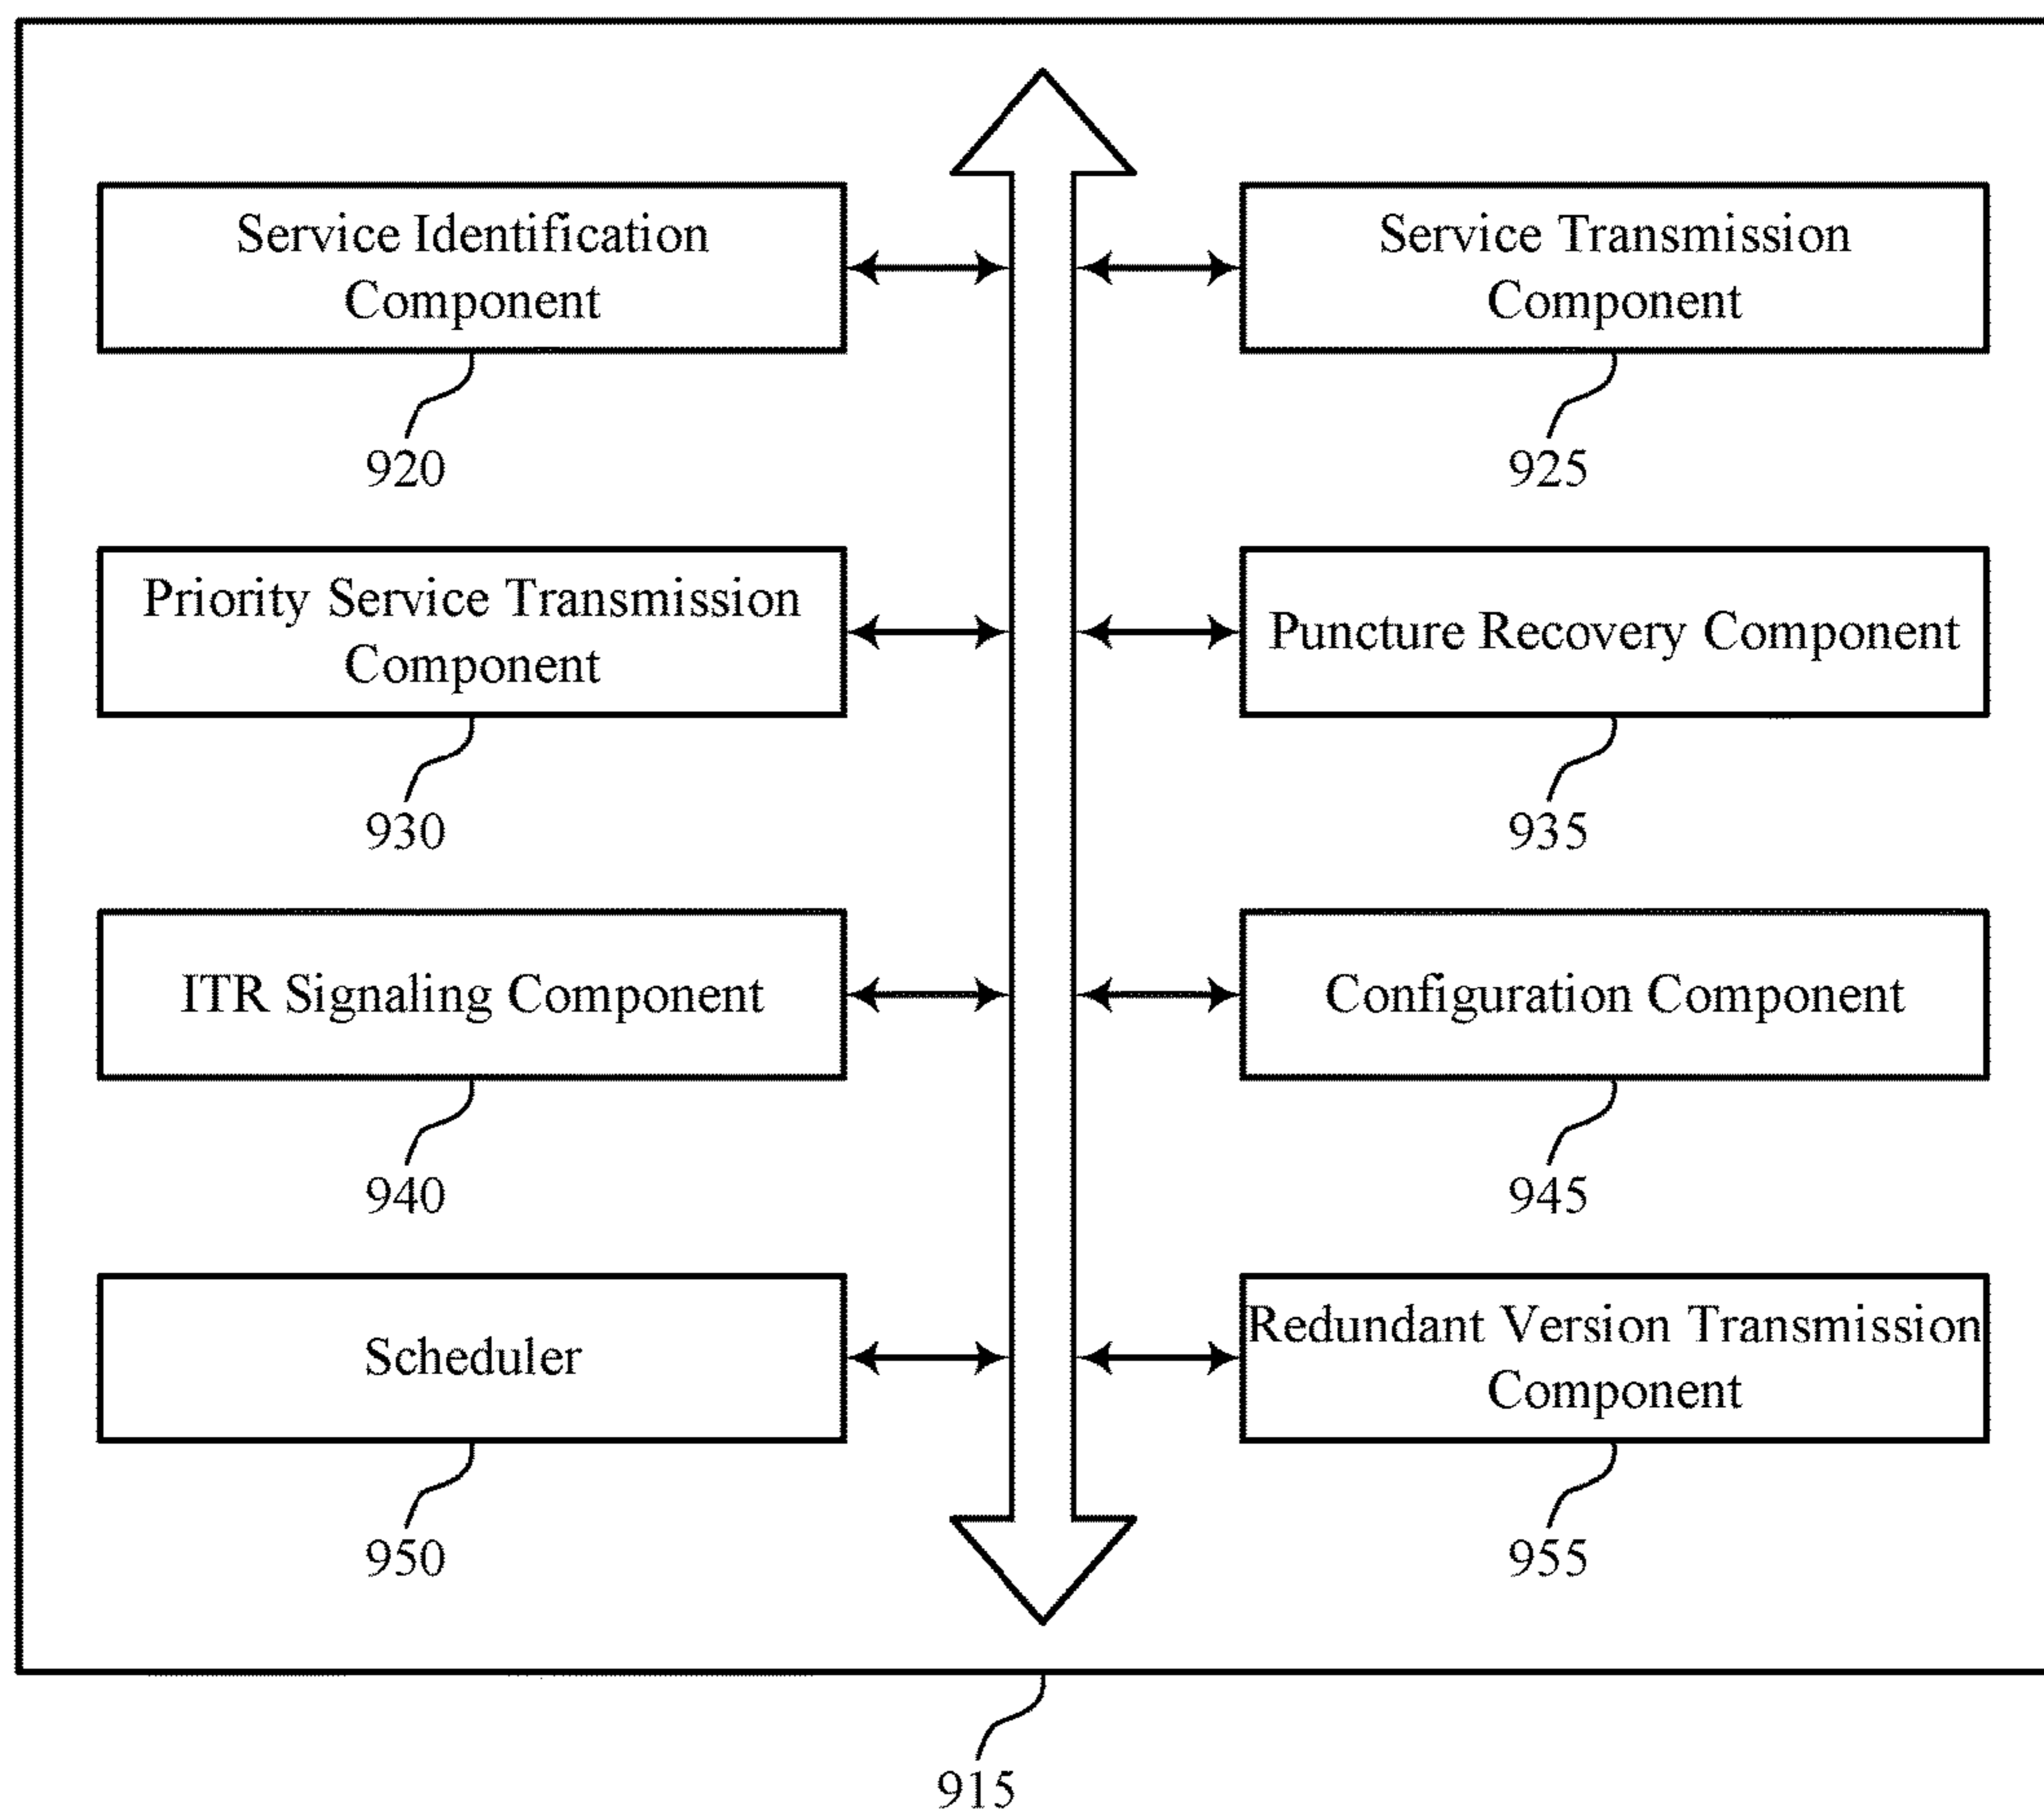 Service Identification
Component
920
Service Transmission
Component
925
Priority Service Transmission
Component
930
Puncture Recovery Component
935
ITR Signaling Component
940
Configuration Component
945
Scheduler
950
Redundant Version Transmission
Component
955
915